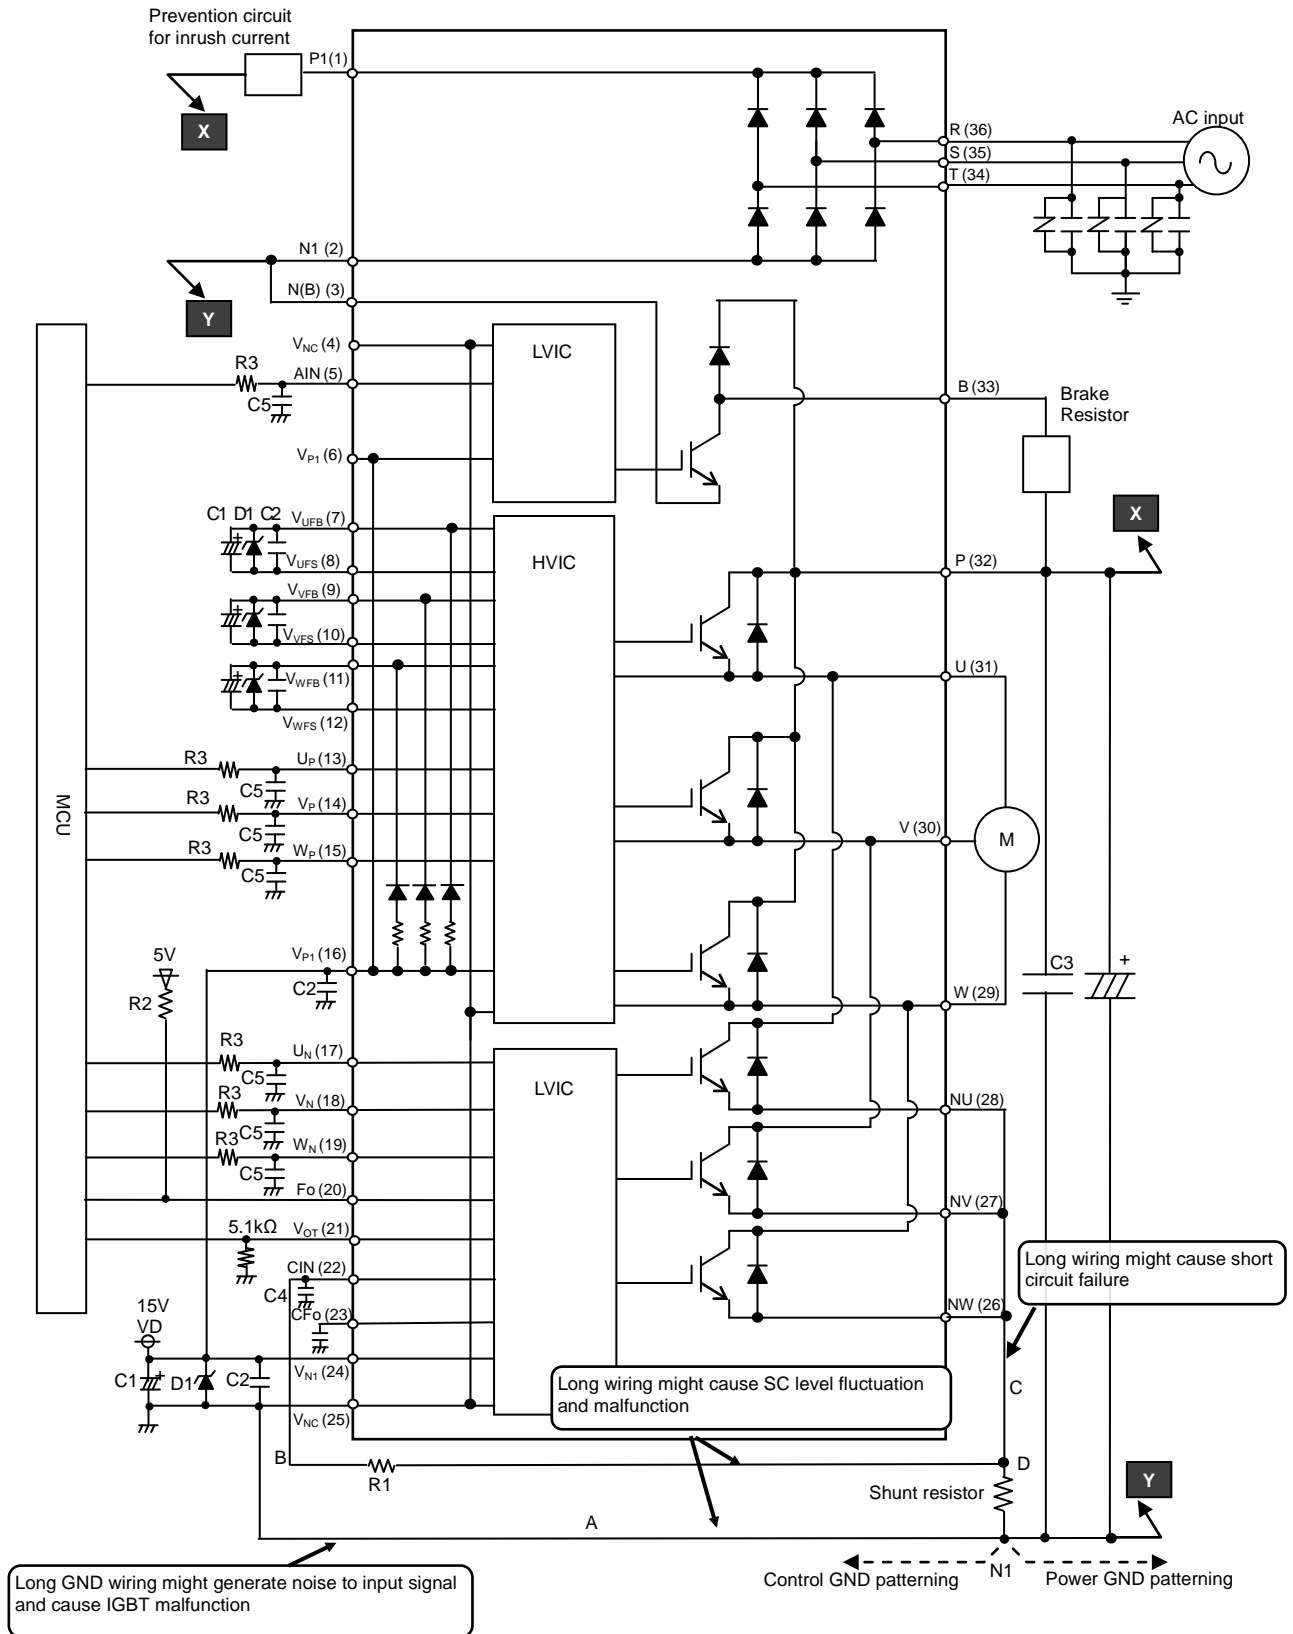 Prevention circuit
for inrush current
P1(1)
X
AC input
R (36)
S (35)
T (34)
N1 (2)
N(B) (3)
Y
VNC (4)
LVIC
R3
AIN (5)
C5
B (33)
Brake
Resistor
VP1 (6)
X
C1 D1 C2
VUFB (7)
VUFS (8)
HVIC
P (32)
VVFB (9)
VVFS (10)
VWFB (11)
U (31)
VWFS (12)
R3
UP (13)
C5
MCU
R3
VP (14)
C5
V (30)
M
R3
WP (15)
C5
5V
VP1 (16)
C3
+
R2
C2
W (29)
R3
UN (17)
C5
LVIC
R3
VN (18)
NU (28)
C5
R3
WN (19)
C5
Fo (20)
NV (27)
5.1kΩ
VOT (21)
Long wiring might cause short
circuit failure
CIN (22)
C4
CFo (23)
NW (26)
15V
VD
VN1 (24)
C1
+
D1
C2
Long wiring might cause SC level fluctuation
and malfunction
C
VNC (25)
B
R1
D
Shunt resistor
Y
A
N1
Control GND patterning
Power GND patterning
Long GND wiring might generate noise to input signal
and cause IGBT malfunction